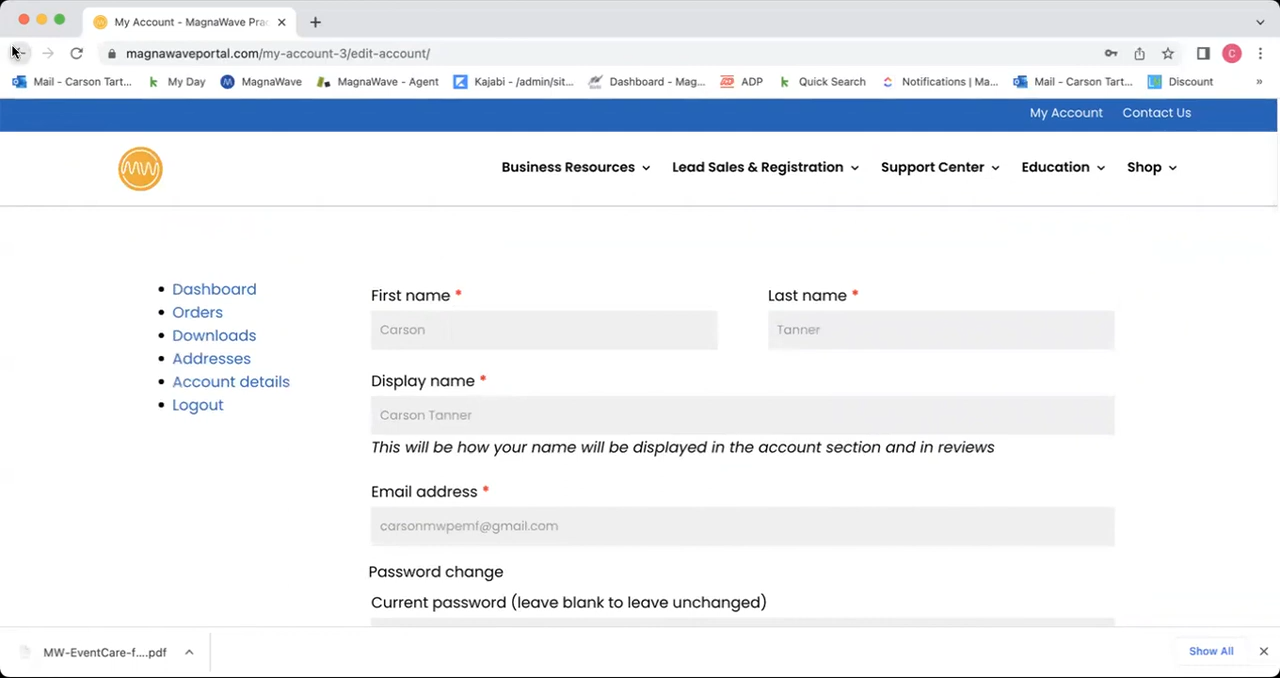 My Account - MagnaWave Prac
magnawaveportal.com/my-account-3/edit-account/
C
Mail - Carson Tart... My Day MagnaWave MagnaWave - Agent Kajabi - /admin/sit... Dashboard - Mag... ADP Quick Search Notifications | Ma... Mail - Carson Tart... Discount »
My Account Contact Us
MW
Business Resources Lead Sales & Registration Support Center Education Shop
Dashboard
Orders
Downloads
Addresses
Account details
Logout
First name * Last name *
Carson Tanner
Display name *
Carson Tanner
This will be how your name will be displayed in the account section and in reviews
Email address *
carsonmwpemf@gmail.com
Password change
Current password (leave blank to leave unchanged)
MW-EventCare-f....pdf Show All